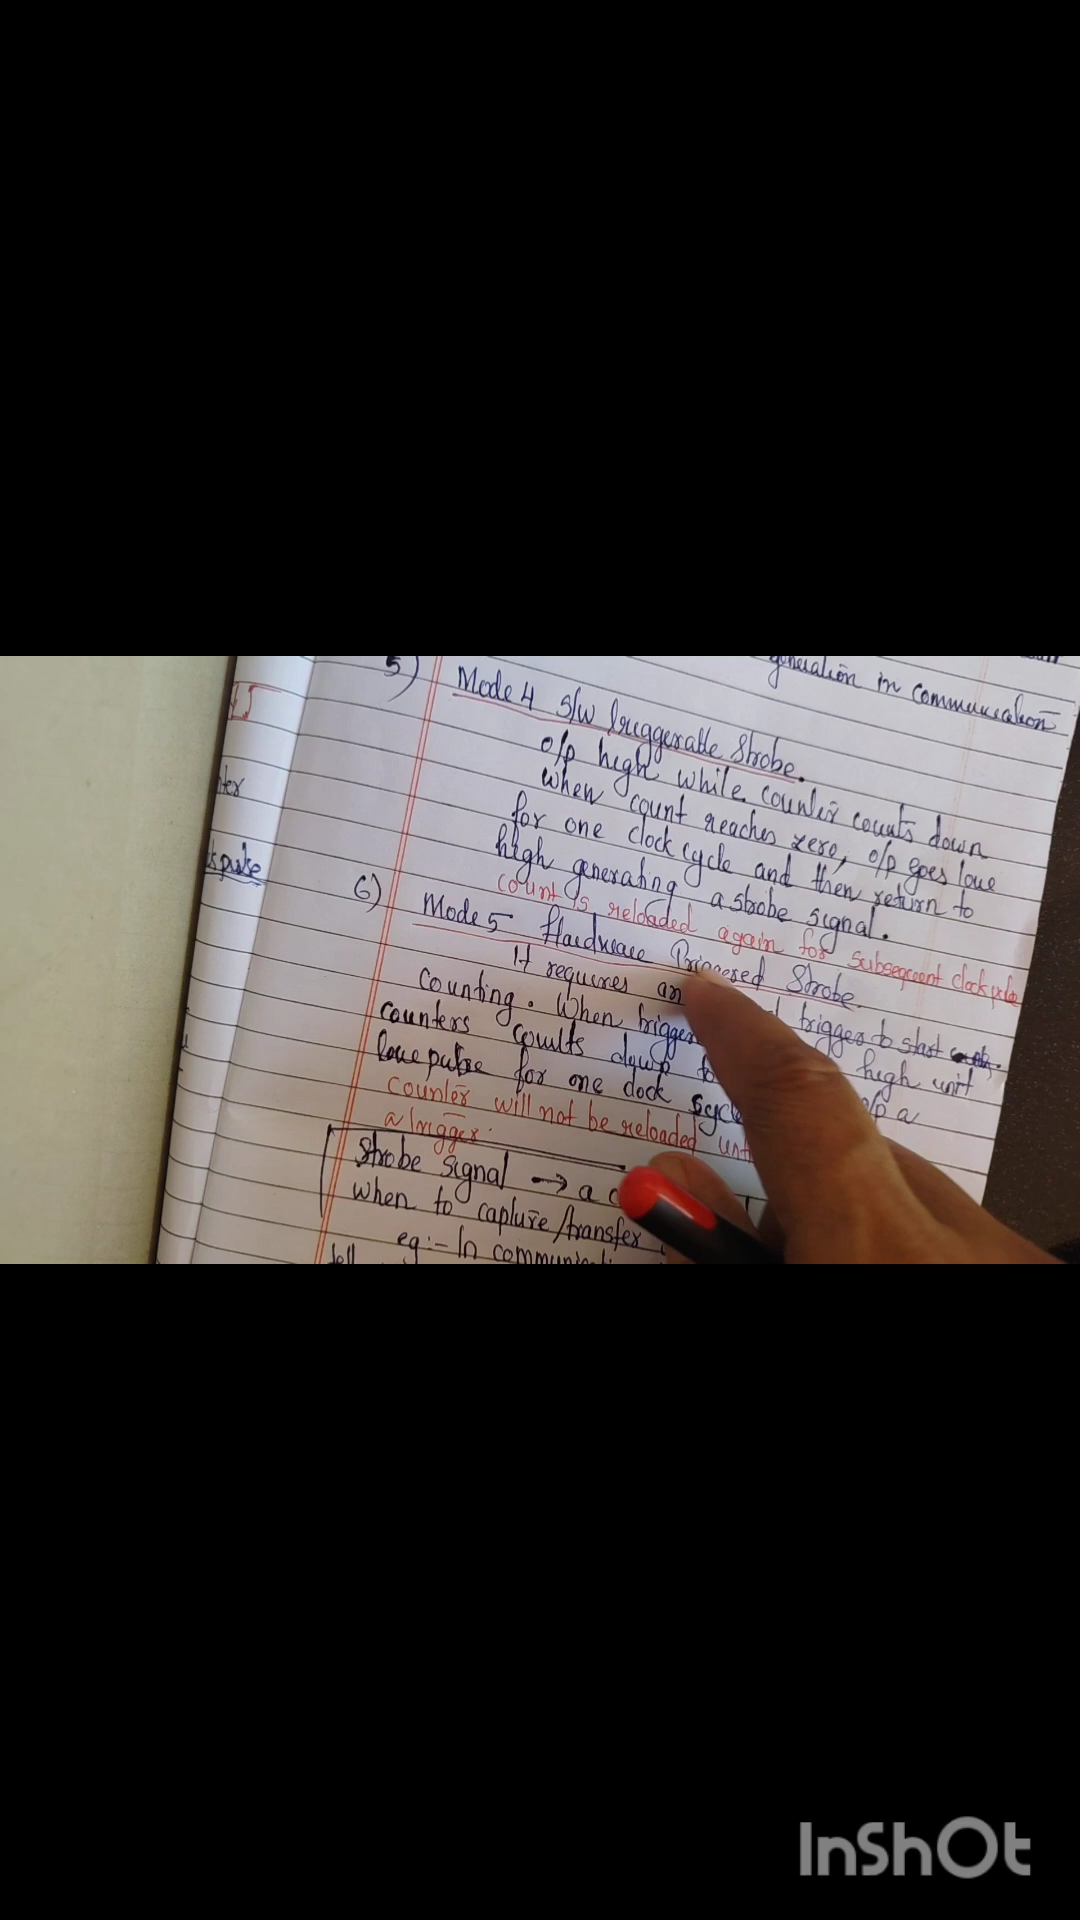 generation in communication
5) Mode 4 S/W Triggerable Strobe.
o/p high while counter counts down
when count reaches zero, o/p goes low
for one clock cycle and then return to
high generating a strobe signal.
count is reloaded again for subsequent clock
6) Mode 5 Hardware Triggered Strobe
It requires an trigger to start
counting. When trigger high unit
counters counts down to o/p a
low pulse for one clock cycle
counter will not be reloaded
a trigger.
Strobe signal → a
when to capture/transfer
eg:- In
pulse
InShOt